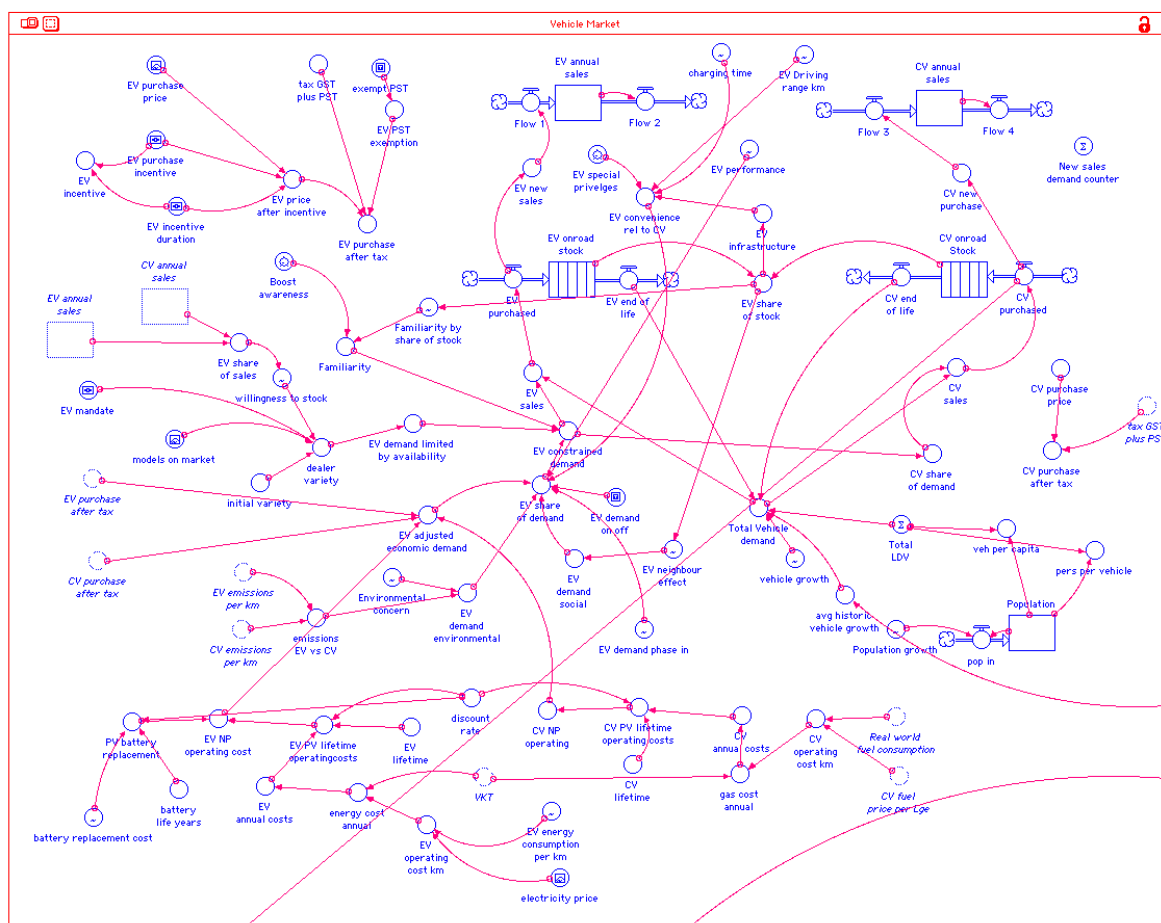 Vehicle Market
EV purchase
price
tax GST
plus PST
exempt PST
EV PST
exemption
EV annual
sales
Flow 1
Flow 2
charging time
EV Driving
range km
CV annual
sales
Flow 3
Flow 4
EV
incentive
EV purchase
incentive
EV price
after incentive
EV incentive
duration
EV purchase
after tax
EV new
sales
EV special
privelges
EV performance
EV convenience
rel to CV
EV
infrastructure
CV new
purchase
New sales
demand counter
Boost
awareness
EV onroad
Stock
EV
purchased
EV end of
life
EV share
of stock
CV onroad
Stock
CV end
of life
CV
purchased
CV annual
sales
EV annual
sales
EV share
of sales
Familiarity
Familiarity by
share of stock
willingness to stock
EV
sales
CV
sales
CV purchase
price
tax GST
plus PST
CV purchase
after tax
EV mandate
models on market
dealer
variety
initial variety
EV demand limited
by availability
EV constrained
demand
CV share
of demand
EV purchase
after tax
EV adjusted
economic demand
EV share
of demand
EV demand
on off
Total Vehicle
demand
Total
LDV
veh per capita
pers per vehicle
CV purchase
after tax
EV emissions
per km
CV emissions
per km
emissions
EV vs CV
Environmental
concern
EV
demand
environmental
EV
demand
social
EV neighbour
effect
EV demand phase in
vehicle growth
avg historic
vehicle growth
Population growth
pop in
Population
PV battery
replacement
EV NP
operating cost
EV PV lifetime
operatingcosts
EV
lifetime
discount
rate
CV NP
operating
CV PV lifetime
operating costs
CV
annual costs
CV
operating
cost km
Real world
fuel consumption
battery replacement cost
battery
life years
EV
annual costs
energy cost
annual
VKT
CV
lifetime
gas cost
annual
CV fuel
price per Lge
EV
operating
cost km
EV energy
consumption
per km
electricity price